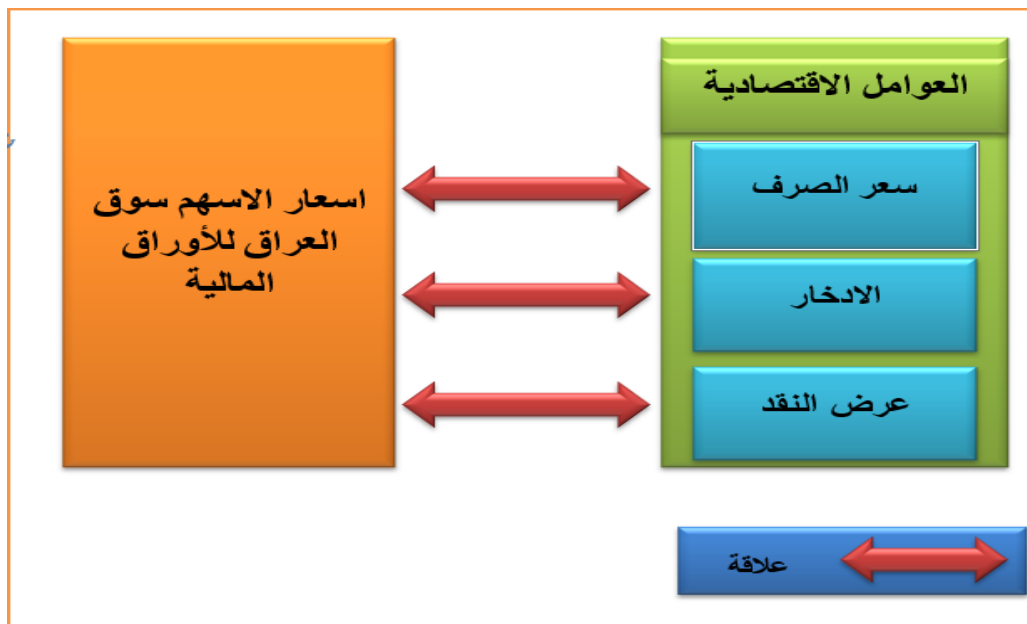 العوامل الاقتصادية
سعر الصرف
الادخار
عرض النقد
اسعار الاسهم سوق
العراق للأوراق
المالية
علاقة